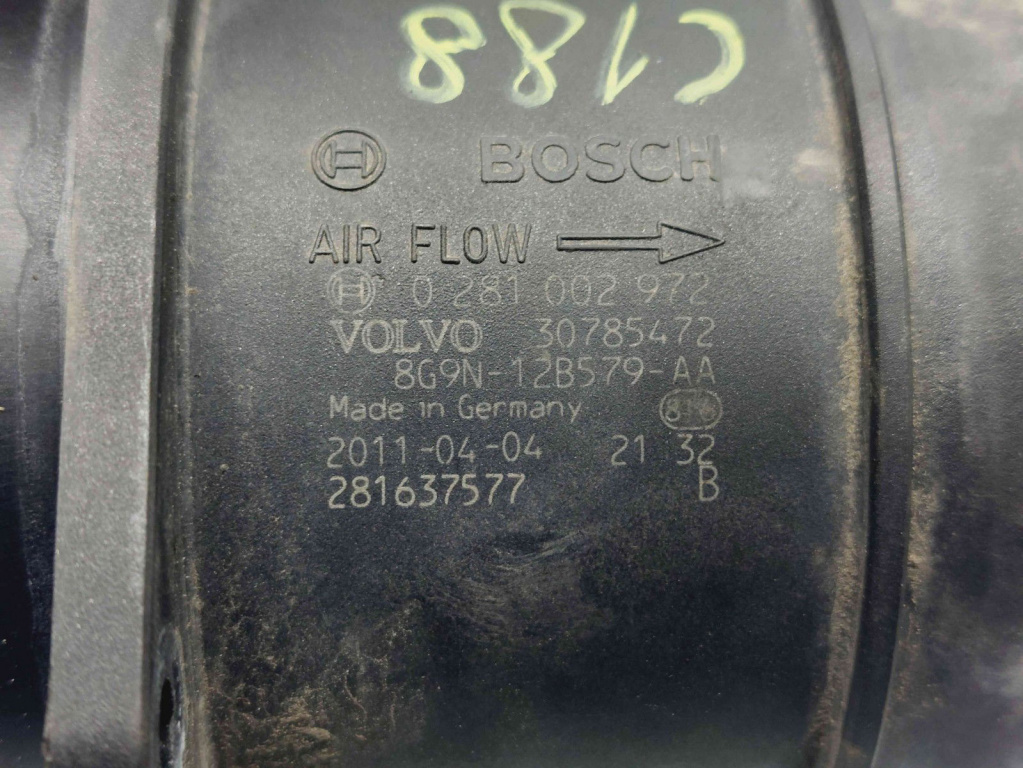 C188
BOSCH
AIR FLOW
0 281 002 972
VOLVO 30785472
8G9N-12B579-AA
Made in Germany 816
2011-04-04 21 32
281637577 B